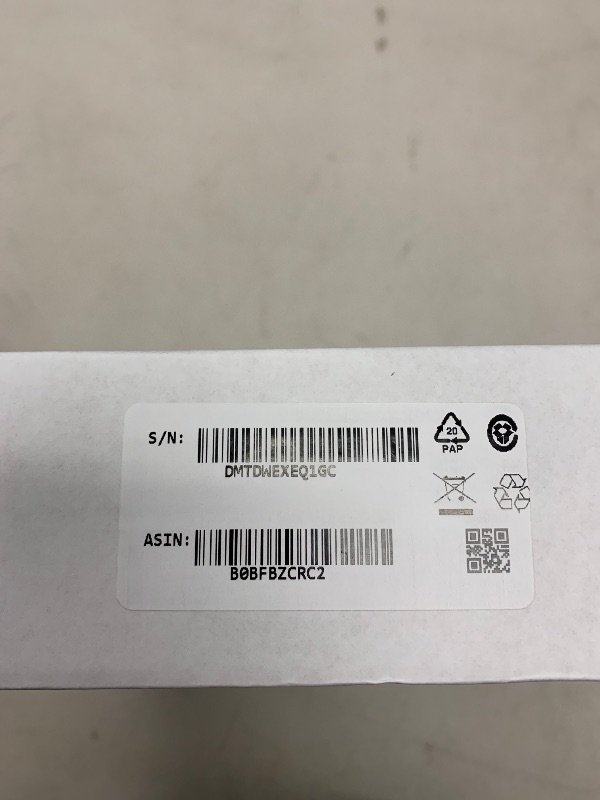 S/N:
DMTDWEXEQ1GC
20
PAP
ASIN:
B0BFBZCRC2